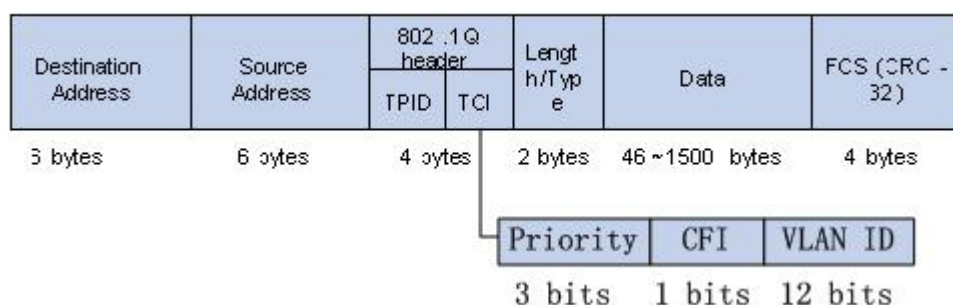 Destination
Address
Source
Address
802 .1Q
header
TPID
TCI
Lengt
h/Typ
e
Data
FCS (CRC -
32)
6 bytes
6 bytes
4 bytes
2 bytes
46~1500 bytes
4 bytes
Priority
CFI
VLAN ID
3 bits
1 bits
12 bits